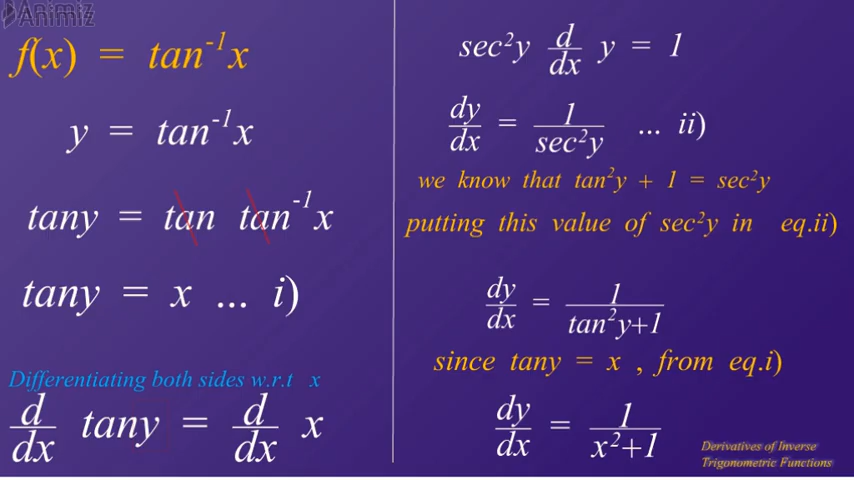 Animiz
f(x) = tan⁻¹x
y = tan⁻¹x
tany = tan tan⁻¹x
tany = x ... i)
Differentiating both sides w.r.t x
d/dx tany = d/dx x
sec²y d/dx y = 1
dy/dx = 1/sec²y ... ii)
we know that tan²y + 1 = sec²y
putting this value of sec²y in eq.ii)
dy/dx = 1/tan²y+1
since tany = x , from eq.i)
dy/dx = 1/x²+1
Derivatives of Inverse
Trigonometric Functions